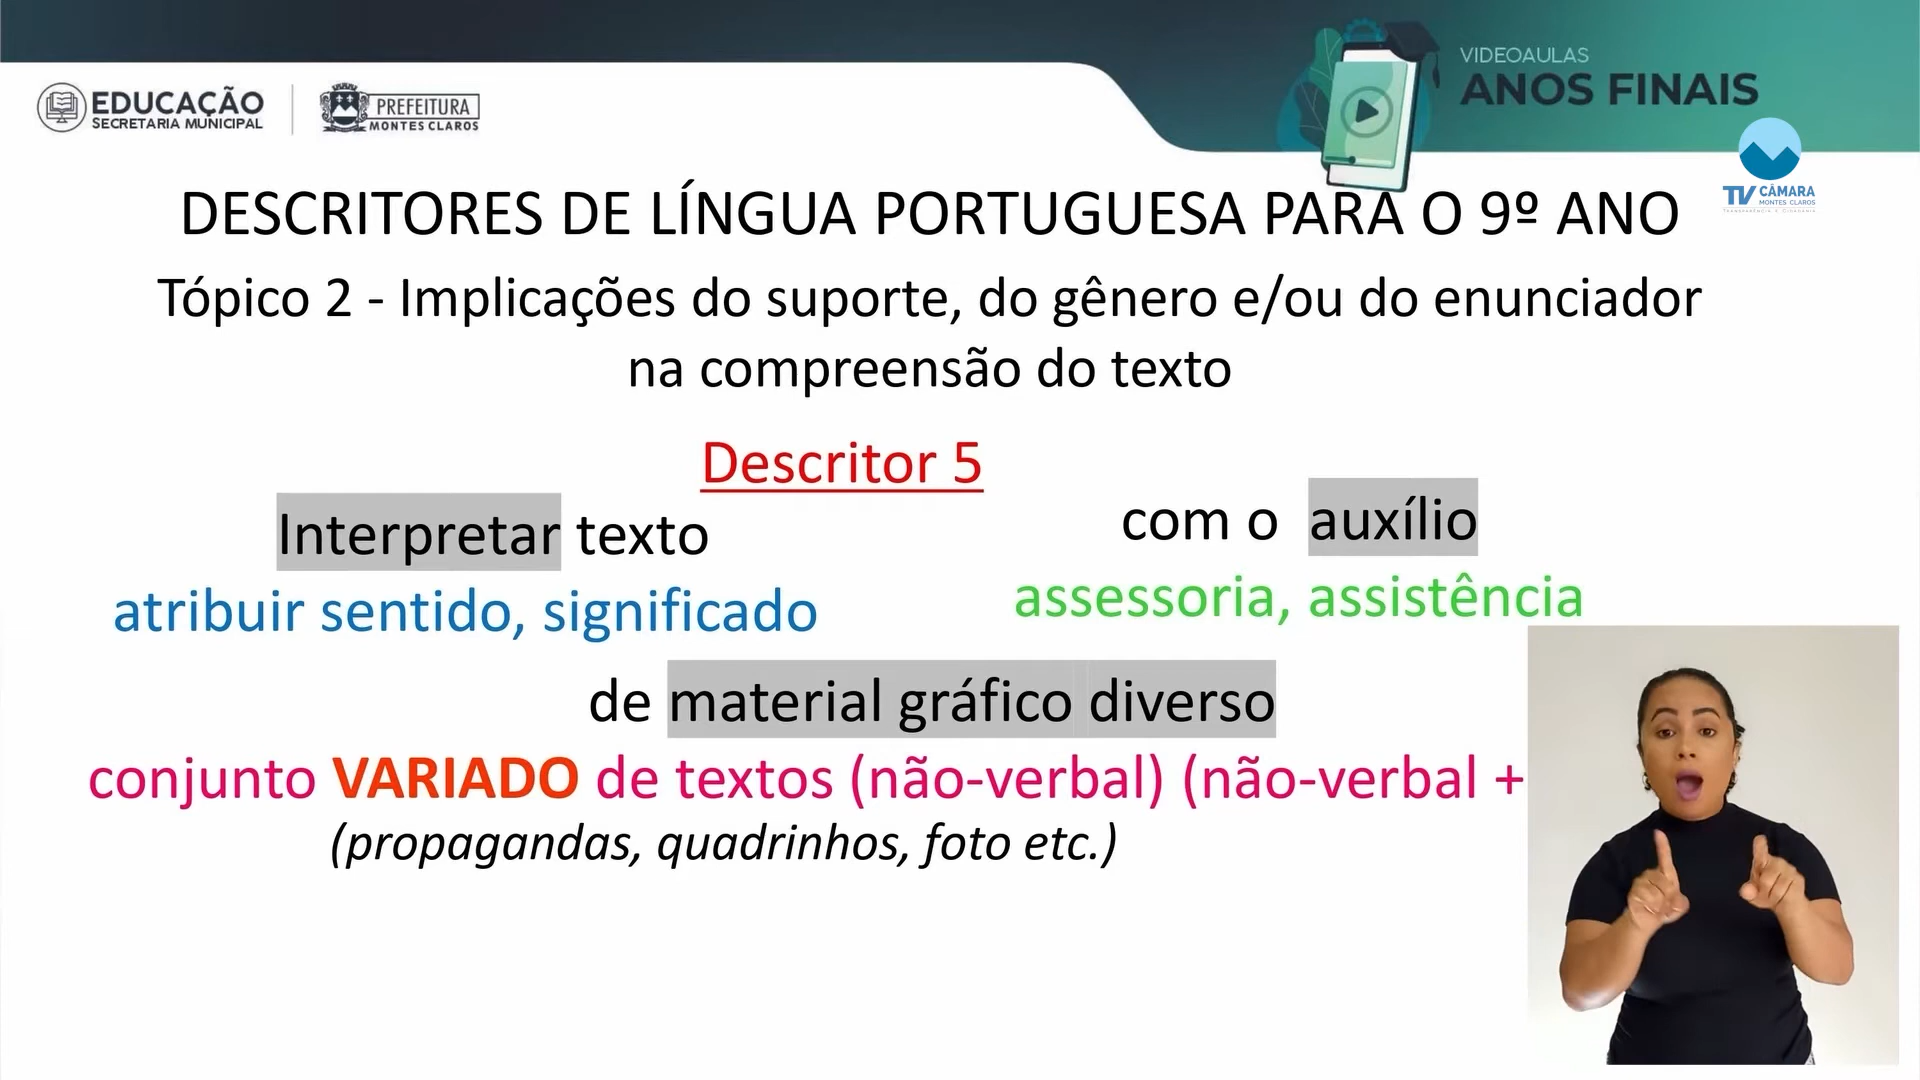 EDUCAÇÃO
SECRETARIA MUNICIPAL
PREFEITURA
MONTES CLAROS
VIDEOAULAS
ANOS FINAIS
TV CÂMARA
MONTES CLAROS
TRANSPARÊNCIA E CIDADANIA
DESCRITORES DE LÍNGUA PORTUGUESA PARA O 9º ANO
Tópico 2 - Implicações do suporte, do gênero e/ou do enunciador
na compreensão do texto
Descritor 5
Interpretar texto
com o auxílio
atribuir sentido, significado
assessoria, assistência
de material gráfico diverso
conjunto VARIADO de textos (não-verbal) (não-verbal +
(propagandas, quadrinhos, foto etc.)